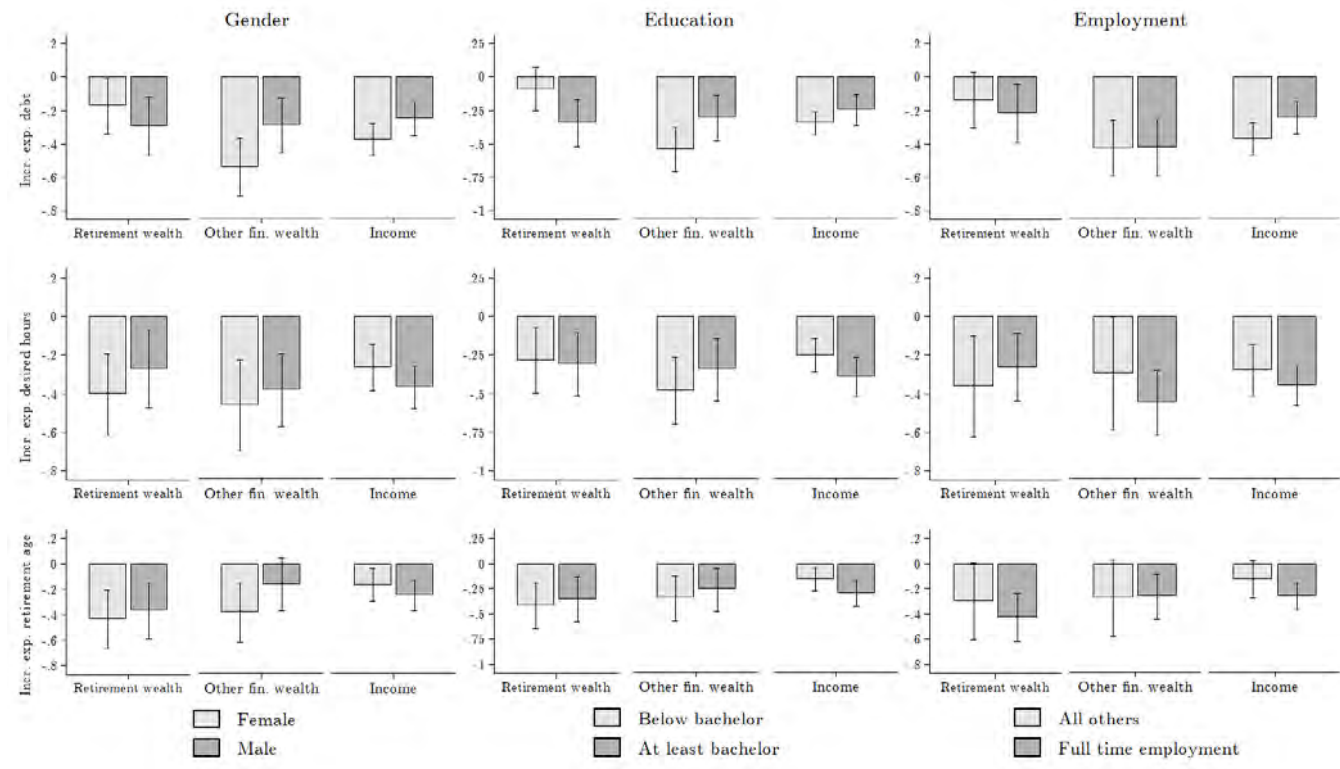 Gender
Education
Employment
Incr. exp. debt
.2
0
-.2
-.4
-.6
-.8
Retirement wealth
Other fin. wealth
Income
.25
0
-.25
-.5
-.75
-1
Retirement wealth
Other fin. wealth
Income
.2
0
-.2
-.4
-.6
-.8
Retirement wealth
Other fin. wealth
Income
Incr. exp. desired hours
.2
0
-.2
-.4
-.6
-.8
Retirement wealth
Other fin. wealth
Income
.25
0
-.25
-.5
-.75
-1
Retirement wealth
Other fin. wealth
Income
.2
0
-.2
-.4
-.6
-.8
Retirement wealth
Other fin. wealth
Income
Incr. exp. retirement age
.2
0
-.2
-.4
-.6
-.8
Retirement wealth
Other fin. wealth
Income
.25
0
-.25
-.5
-.75
-1
Retirement wealth
Other fin. wealth
Income
.2
0
-.2
-.4
-.6
-.8
Retirement wealth
Other fin. wealth
Income
Female
Male
Below bachelor
At least bachelor
All others
Full time employment